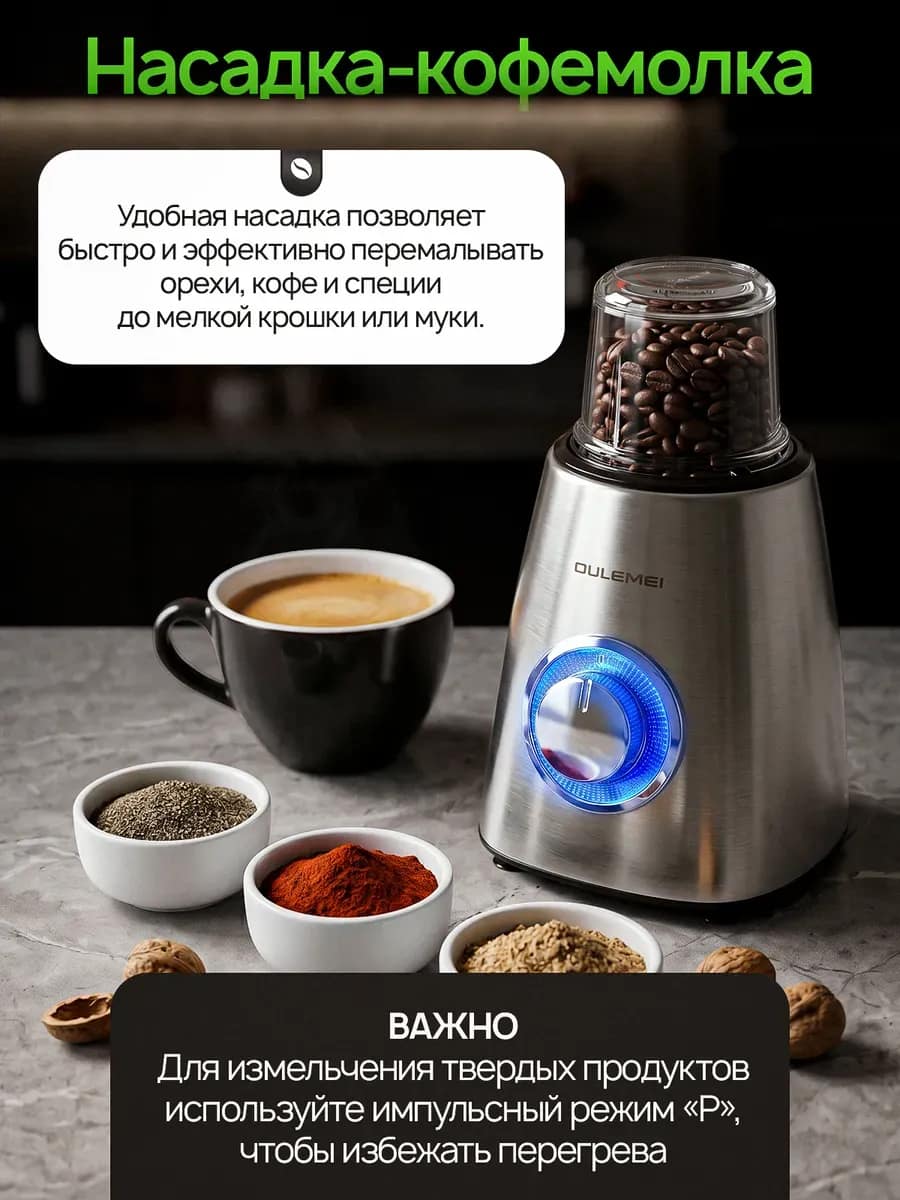 Насадка-кофемолка
Удобная насадка позволяет
быстро и эффективно перемалывать
орехи, кофе и специи
до мелкой крошки или муки.
OULEMEI
ВАЖНО
Для измельчения твердых продуктов
используйте импульсный режим «P»,
чтобы избежать перегрева